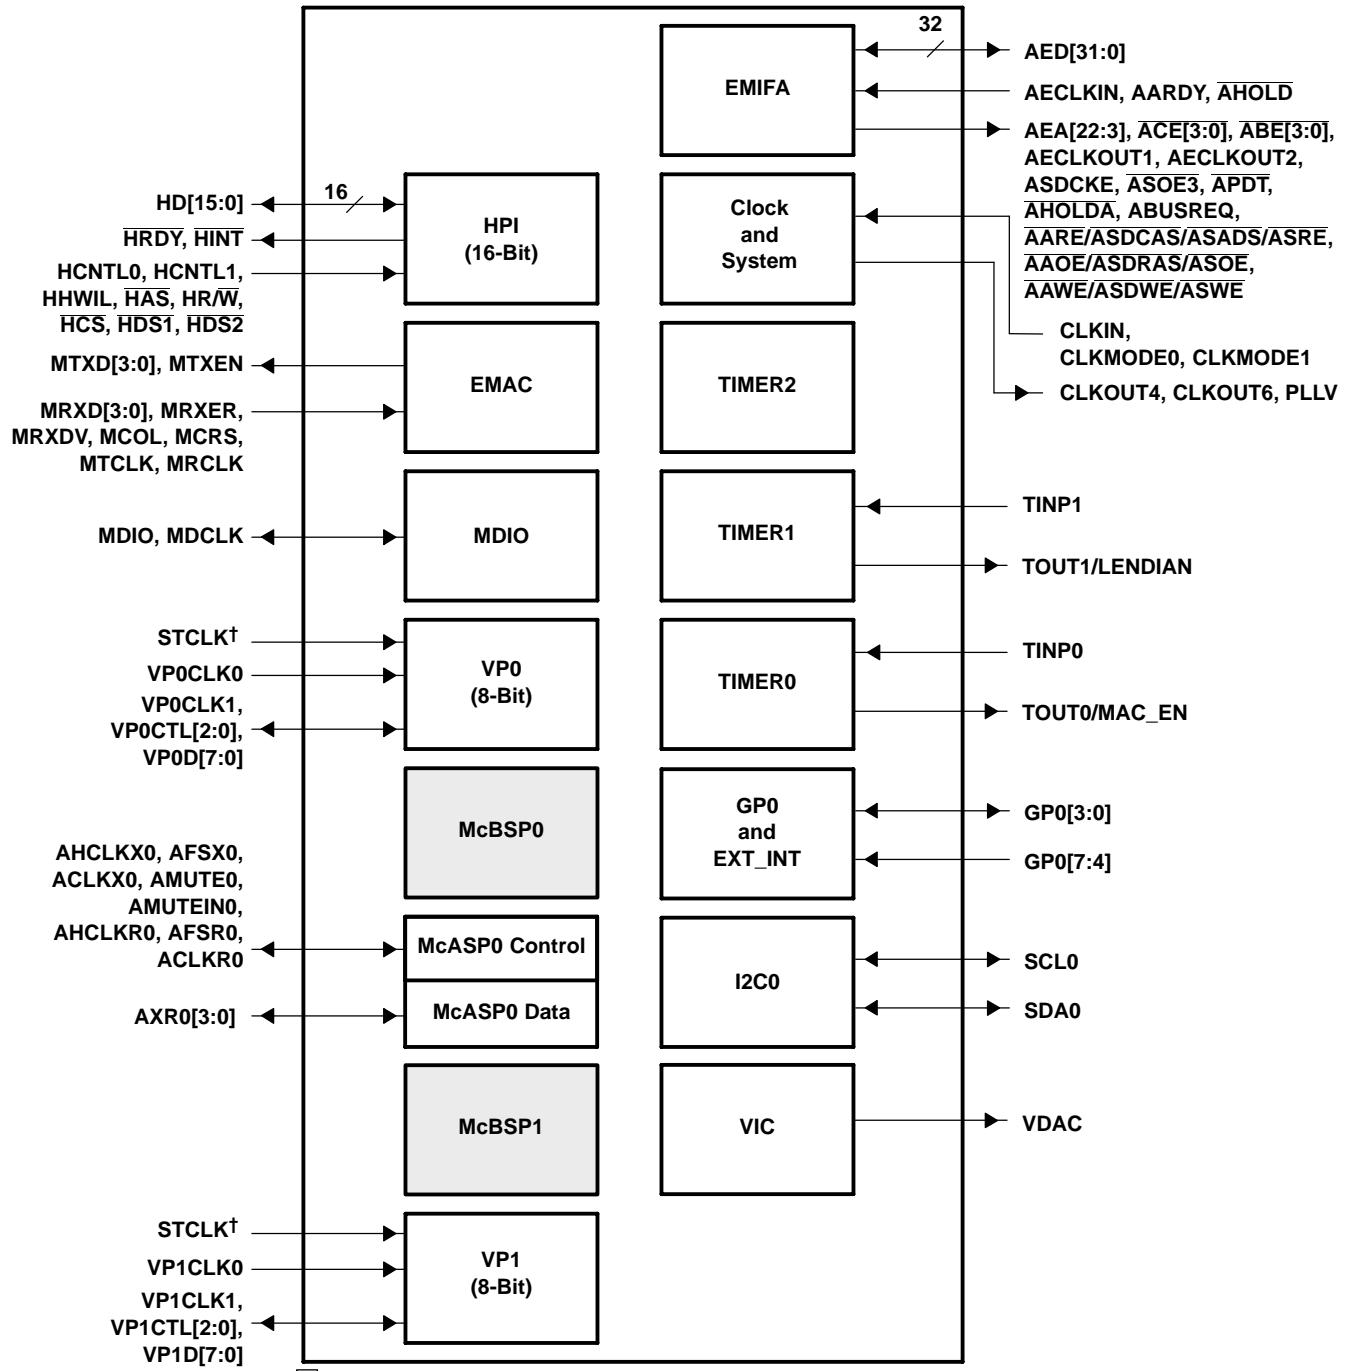 32
AED[31:0]
EMIFA
AECLKIN, AARDY, AHOLD
AEA[22:3], ACE[3:0], ABE[3:0],
AECLKOUT1, AECLKOUT2,
ASDCKE, ASOE3, APDT,
AHOLDA, ABUSREQ,
AARE/ASDCAS/ASADS/ASRE,
AAOE/ASDRAS/ASOE,
AAWE/ASDWE/ASWE
16
HD[15:0]
HRDY, HINT
HCNTL0, HCNTL1,
HHWIL, HAS, HR/W,
HCS, HDS1, HDS2
HPI
(16-Bit)
Clock
and
System
CLKIN,
CLKMODE0, CLKMODE1
CLKOUT4, CLKOUT6, PLLV
MTXD[3:0], MTXEN
MRXD[3:0], MRXER,
MRXDV, MCOL, MCRS,
MTCLK, MRCLK
EMAC
TIMER2
MDIO, MDCLK
MDIO
TIMER1
TINP1
TOUT1/LENDIAN
STCLK†
VP0CLK0
VP0CLK1,
VP0CTL[2:0],
VP0D[7:0]
VP0
(8-Bit)
TIMER0
TINP0
TOUT0/MAC_EN
McBSP0
GP0
and
EXT_INT
GP0[3:0]
GP0[7:4]
AHCLKX0, AFSX0,
ACLKX0, AMUTE0,
AMUTEIN0,
AHCLKR0, AFSR0,
ACLKR0
McASP0 Control
AXR0[3:0]
McASP0 Data
I2C0
SCL0
SDA0
McBSP1
VIC
VDAC
STCLK†
VP1CLK0
VP1CLK1,
VP1CTL[2:0],
VP1D[7:0]
VP1
(8-Bit)